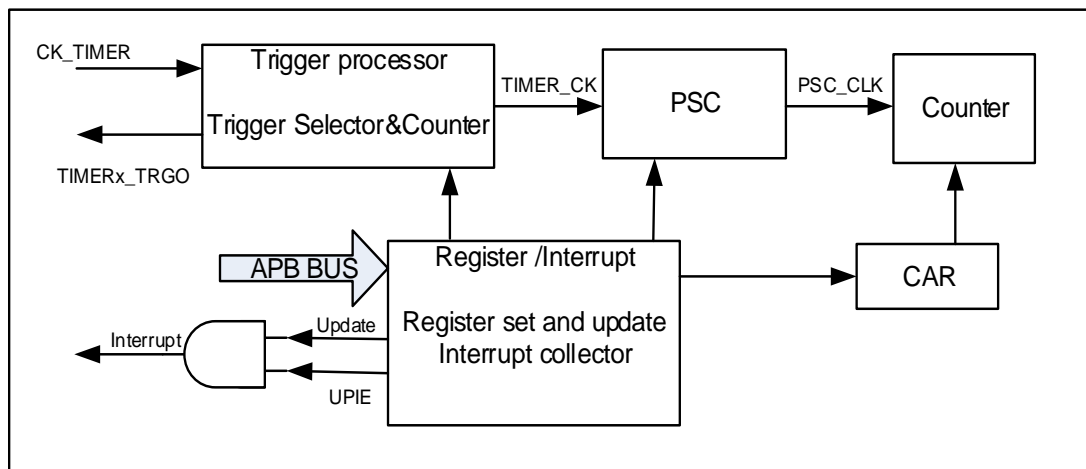 CK_TIMER
TIMERx_TRGO
Trigger processor
Trigger Selector&Counter
TIMER_CK
PSC
PSC_CLK
Counter
APB BUS
Register /Interrupt
Register set and update
Interrupt collector
CAR
Interrupt
Update
UPIE